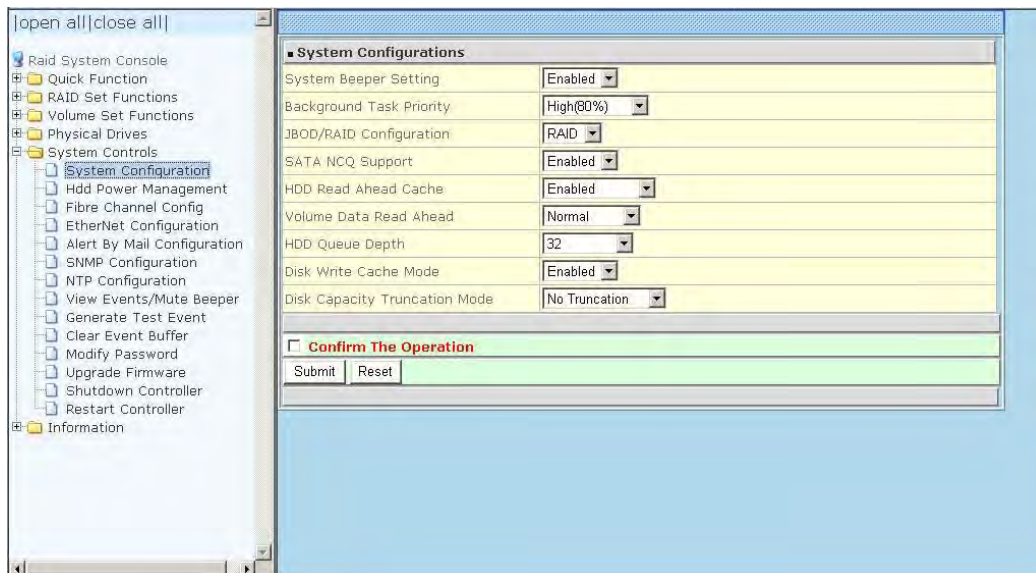 |open all|close all|
Raid System Console
Quick Function
RAID Set Functions
Volume Set Functions
Physical Drives
System Controls
System Configuration
Hdd Power Management
Fibre Channel Config
EtherNet Configuration
Alert By Mail Configuration
SNMP Configuration
NTP Configuration
View Events/Mute Beeper
Generate Test Event
Clear Event Buffer
Modify Password
Upgrade Firmware
Shutdown Controller
Restart Controller
Information
System Configurations
System Beeper Setting Enabled
Background Task Priority High(80%)
JBOD/RAID Configuration RAID
SATA NCQ Support Enabled
HDD Read Ahead Cache Enabled
Volume Data Read Ahead Normal
HDD Queue Depth 32
Disk Write Cache Mode Enabled
Disk Capacity Truncation Mode No Truncation
Confirm The Operation
Submit Reset